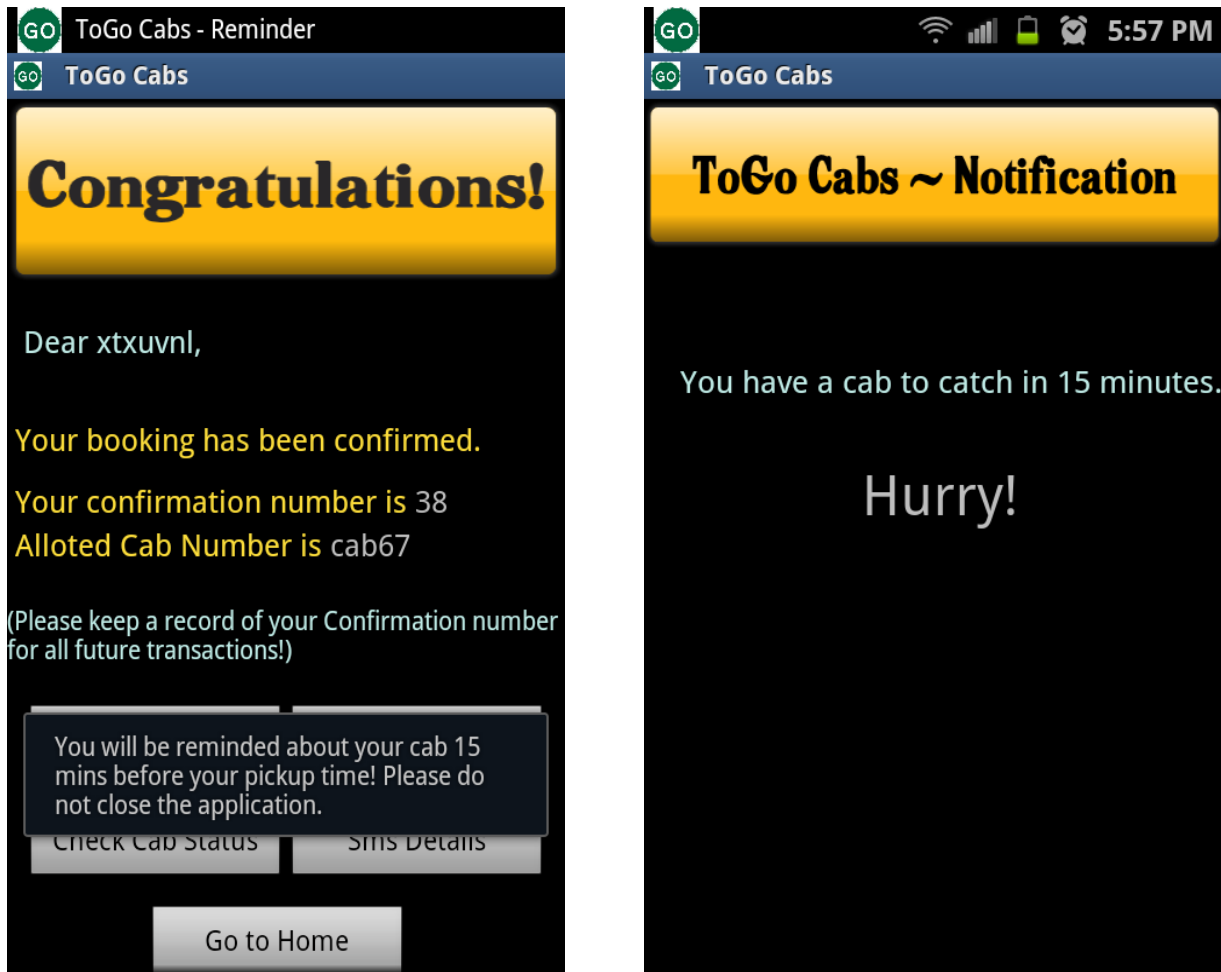 GO ToGo Cabs - Reminder
GO ToGo Cabs
Congratulations!
Dear xtxuvnl,
Your booking has been confirmed.
Your confirmation number is 38
Alloted Cab Number is cab67
(Please keep a record of your Confirmation number
for all future transactions!)
You will be reminded about your cab 15
mins before your pickup time! Please do
not close the application.
Check Cab Status Sms Details
Go to Home
GO 5:57 PM
GO ToGo Cabs
ToGo Cabs ~ Notification
You have a cab to catch in 15 minutes.
Hurry!